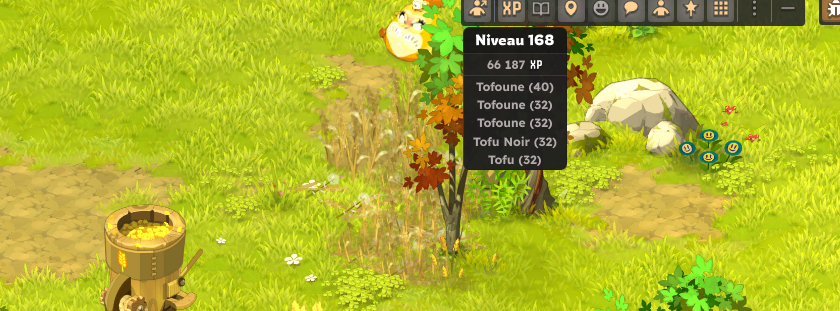 XP
Niveau 168
66 187 XP
Tofoune (40)
Tofoune (32)
Tofoune (32)
Tofu Noir (32)
Tofu (32)